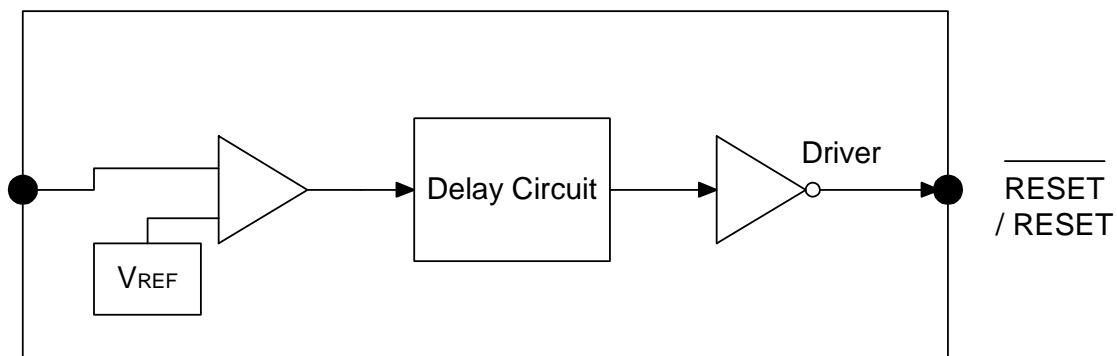 Driver
Delay Circuit
RESET
/ RESET
VREF